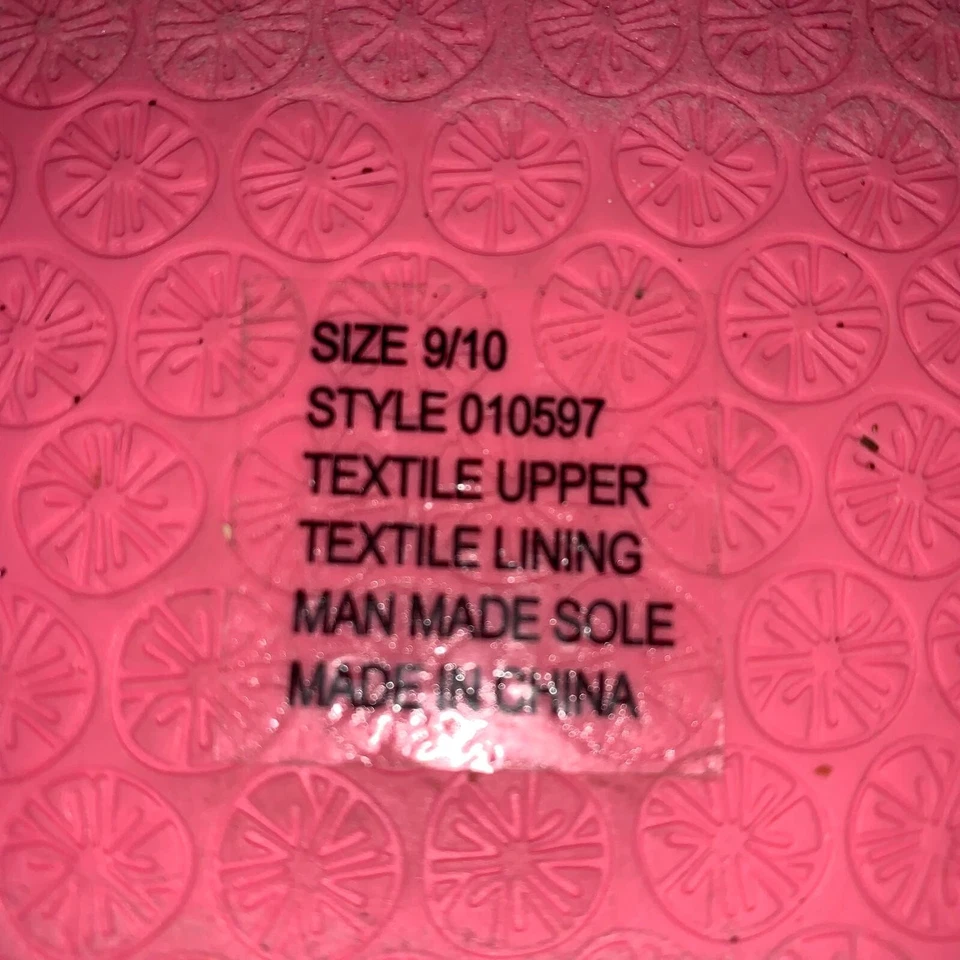 SIZE 9/10
STYLE 010597
TEXTILE UPPER
TEXTILE LINING
MAN MADE SOLE
MADE IN CHINA